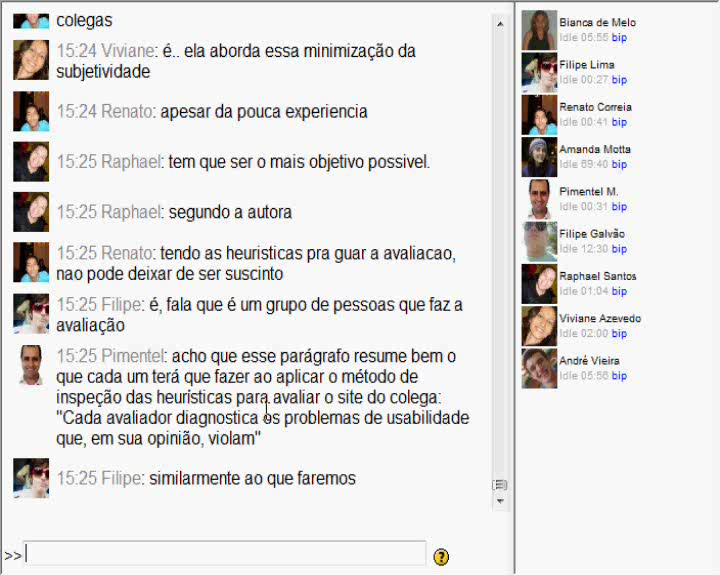 colegas
15:24 Viviane: é.. ela aborda essa minimização da
subjetividade
15:24 Renato: apesar da pouca experiencia
15:25 Raphael: tem que ser o mais objetivo possivel.
15:25 Raphael: segundo a autora
15:25 Renato: tendo as heuristicas pra guar a avaliacao,
nao pode deixar de ser suscinto
15:25 Filipe: é, fala que é um grupo de pessoas que faz a
avaliação
15:25 Pimentel: acho que esse parágrafo resume bem o
que cada um terá que fazer ao aplicar o método de
inspeção das heurísticas para avaliar o site do colega:
"Cada avaliador diagnostica os problemas de usabilidade
que, em sua opinião, violam"
15:25 Filipe: similarmente ao que faremos
>>
?
Bianca de Melo
Idle 05:55 bip
Filipe Lima
Idle 00:27 bip
Renato Correia
Idle 00:41 bip
Amanda Motta
Idle 69:40 bip
Pimentel M.
Idle 00:31 bip
Filipe Galvão
Idle 12:30 bip
Raphael Santos
Idle 01:04 bip
Viviane Azevedo
Idle 02:00 bip
André Vieira
Idle 05:56 bip